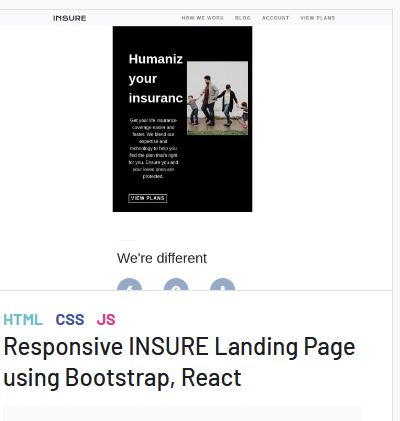 INSURE HOW WE WORK BLOG ACCOUNT VIEW PLANS
Humaniz
your
insuranc
Get your life insurance
coverage easier and
faster. We blend our
expertise and
technology to help you
find the plan that's right
for you. Ensure you and
your loved ones are
protected.
VIEW PLANS
We're different
HTML CSS JS
Responsive INSURE Landing Page
using Bootstrap, React